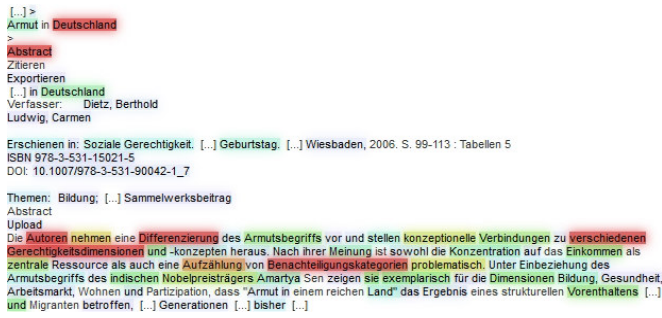 [...] >
Armut in Deutschland
>
Abstract
Zitieren
Exportieren
[...] in Deutschland
Verfasser: Dietz, Berthold
Ludwig, Carmen
Erschienen in: Soziale Gerechtigkeit. [...] Geburtstag. [...] Wiesbaden, 2006. S. 99-113 : Tabellen 5
ISBN 978-3-531-15021-5
DOI: 10.1007/978-3-531-90042-1_7
Themen: Bildung; [...] Sammelwerksbeitrag
Abstract
Upload
Die Autoren nehmen eine Differenzierung des Armutsbegriffs vor und stellen konzeptionelle Verbindungen zu verschiedenen
Gerechtigkeitsdimensionen und -konzepten heraus. Nach ihrer Meinung ist sowohl die Konzentration auf das Einkommen als
zentrale Ressource als auch eine Aufzählung von Benachteiligungskategorien problematisch. Unter Einbeziehung des
Armutsbegriffs des indischen Nobelpreisträgers Amartya Sen zeigen sie exemplarisch für die Dimensionen Bildung, Gesundheit,
Arbeitsmarkt, Wohnen und Partizipation, dass "Armut in einem reichen Land" das Ergebnis eines strukturellen Vorenthaltens [...]
und Migranten betroffen, [...] Generationen [...] bisher [...]